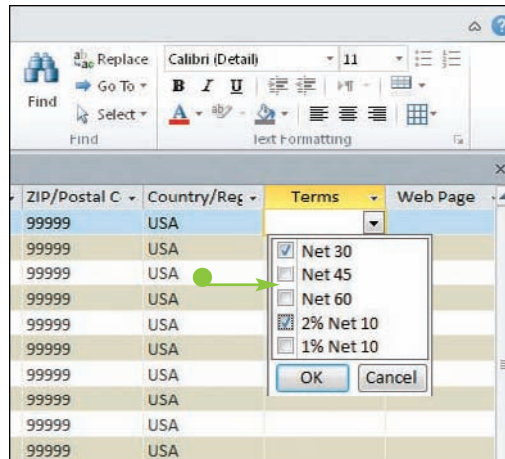 ?
Replace
Go To
Select
Find
Find
Calibri (Detail)
11
B I U
A
ab
Text Formatting
ZIP/Postal C
Country/Reg
Terms
Web Page
99999 USA
99999 USA
99999 USA
99999 USA
99999 USA
99999 USA
99999 USA
99999 USA
99999 USA
99999 USA
Net 30
Net 45
Net 60
2% Net 10
1% Net 10
OK Cancel